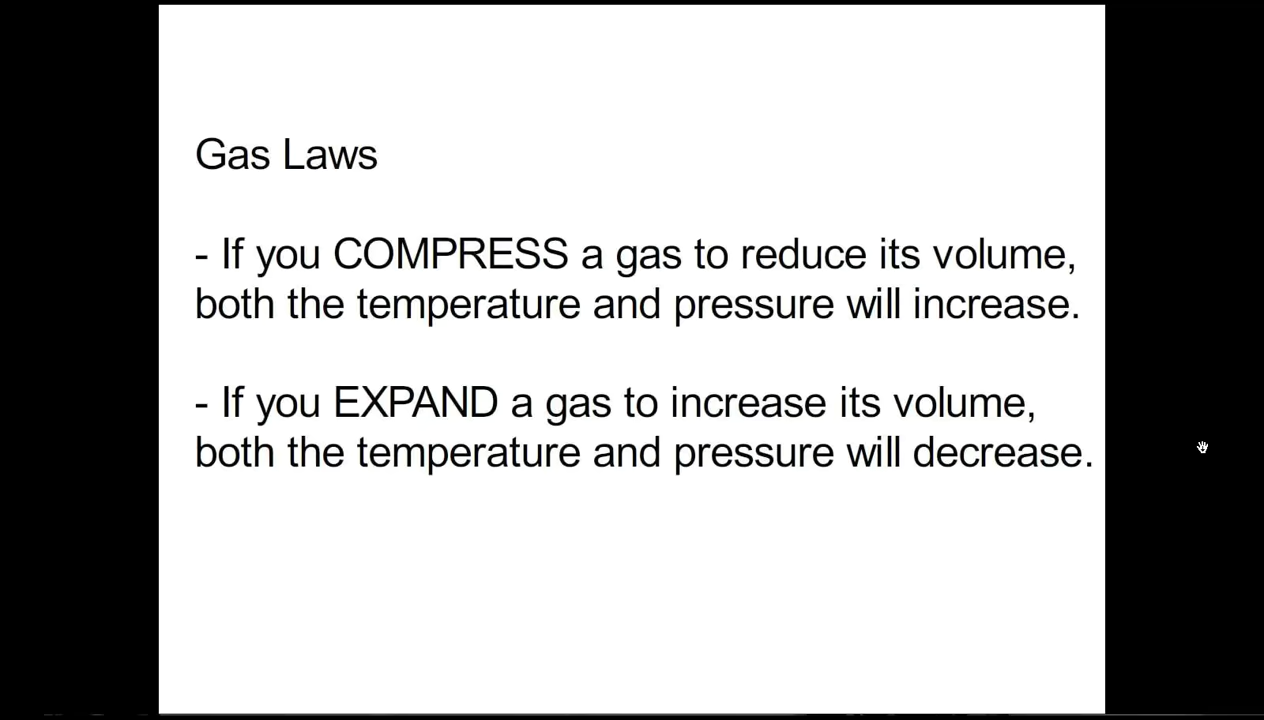 Gas Laws
- If you COMPRESS a gas to reduce its volume,
both the temperature and pressure will increase.
- If you EXPAND a gas to increase its volume,
both the temperature and pressure will decrease.